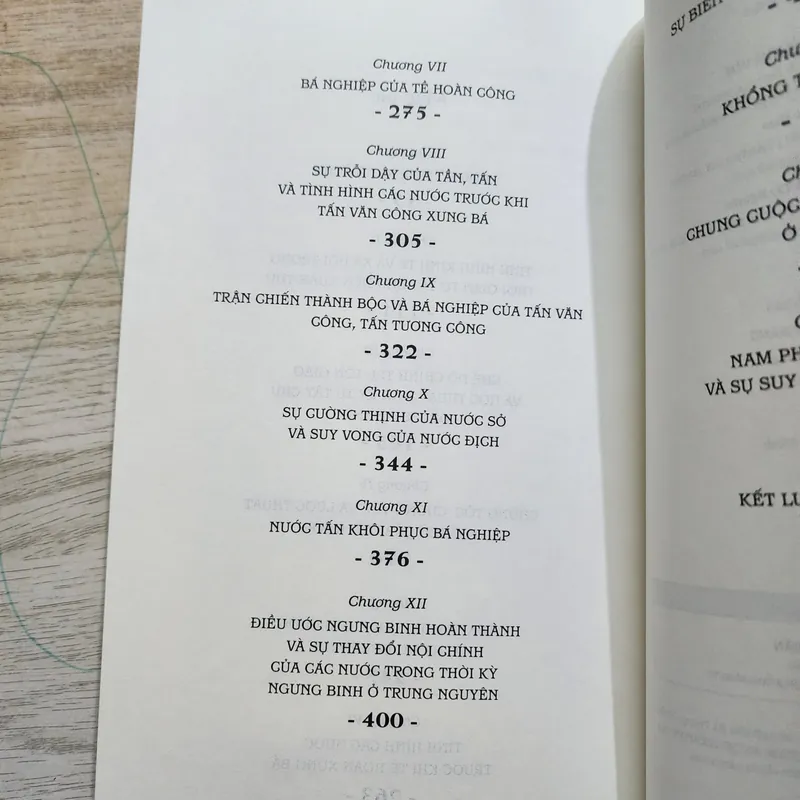 Chương VII
BÁ NGHIỆP CỦA TỀ HOÀN CÔNG
- 275 -
Chương VIII
SỰ TRỖI DẬY CỦA TẦN, TẤN
VÀ TÌNH HÌNH CÁC NƯỚC TRƯỚC KHI
TẤN VĂN CÔNG XƯNG BÁ
- 305 -
Chương IX
TRẬN CHIẾN THÀNH BỘC VÀ BÁ NGHIỆP CỦA TẤN VĂN
CÔNG, TẤN TƯƠNG CÔNG
- 322 -
Chương X
SỰ CƯỜNG THỊNH CỦA NƯỚC SỞ
VÀ SUY VONG CỦA NƯỚC ĐỊCH
- 344 -
Chương XI
NƯỚC TẤN KHÔI PHỤC BÁ NGHIỆP
- 376 -
Chương XII
ĐIỀU ƯỚC NGƯNG BINH HOÀN THÀNH
VÀ SỰ THAY ĐỔI NỘI CHÍNH
CỦA CÁC NƯỚC TRONG THỜI KỲ
NGƯNG BINH Ở TRUNG NGUYÊN
- 400 -
SỰ BIẾN
KHỔNG
CHUNG CUỘC
Ở
NAM PH
VÀ SỰ SUY
KẾT LU